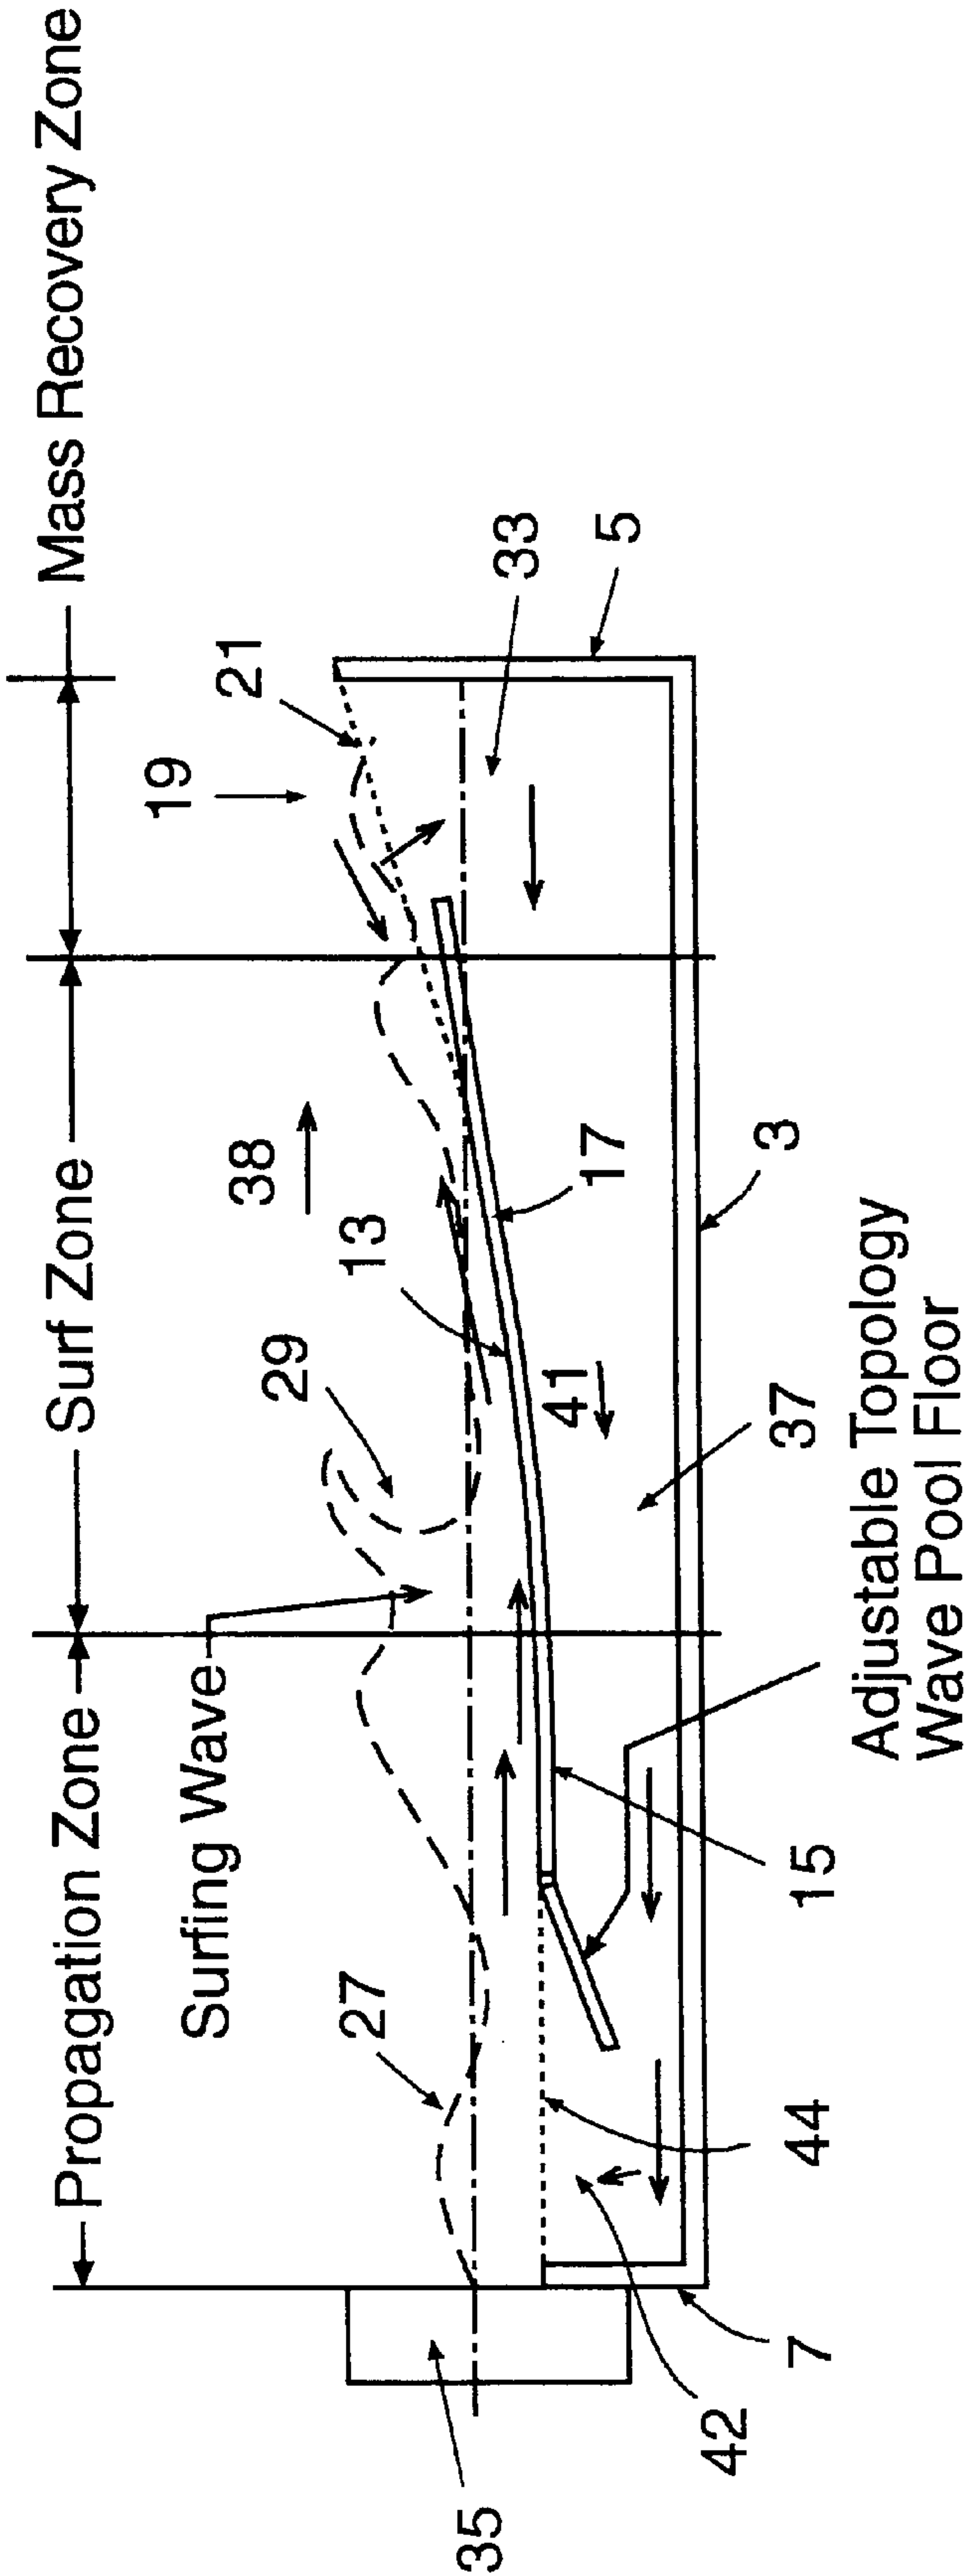 Propagation Zone
Surf Zone
Mass Recovery Zone
Surfing Wave
19
21
38
29
27
13
33
5
35
41
17
3
37
42
7
44
15
Adjustable Topology
Wave Pool Floor